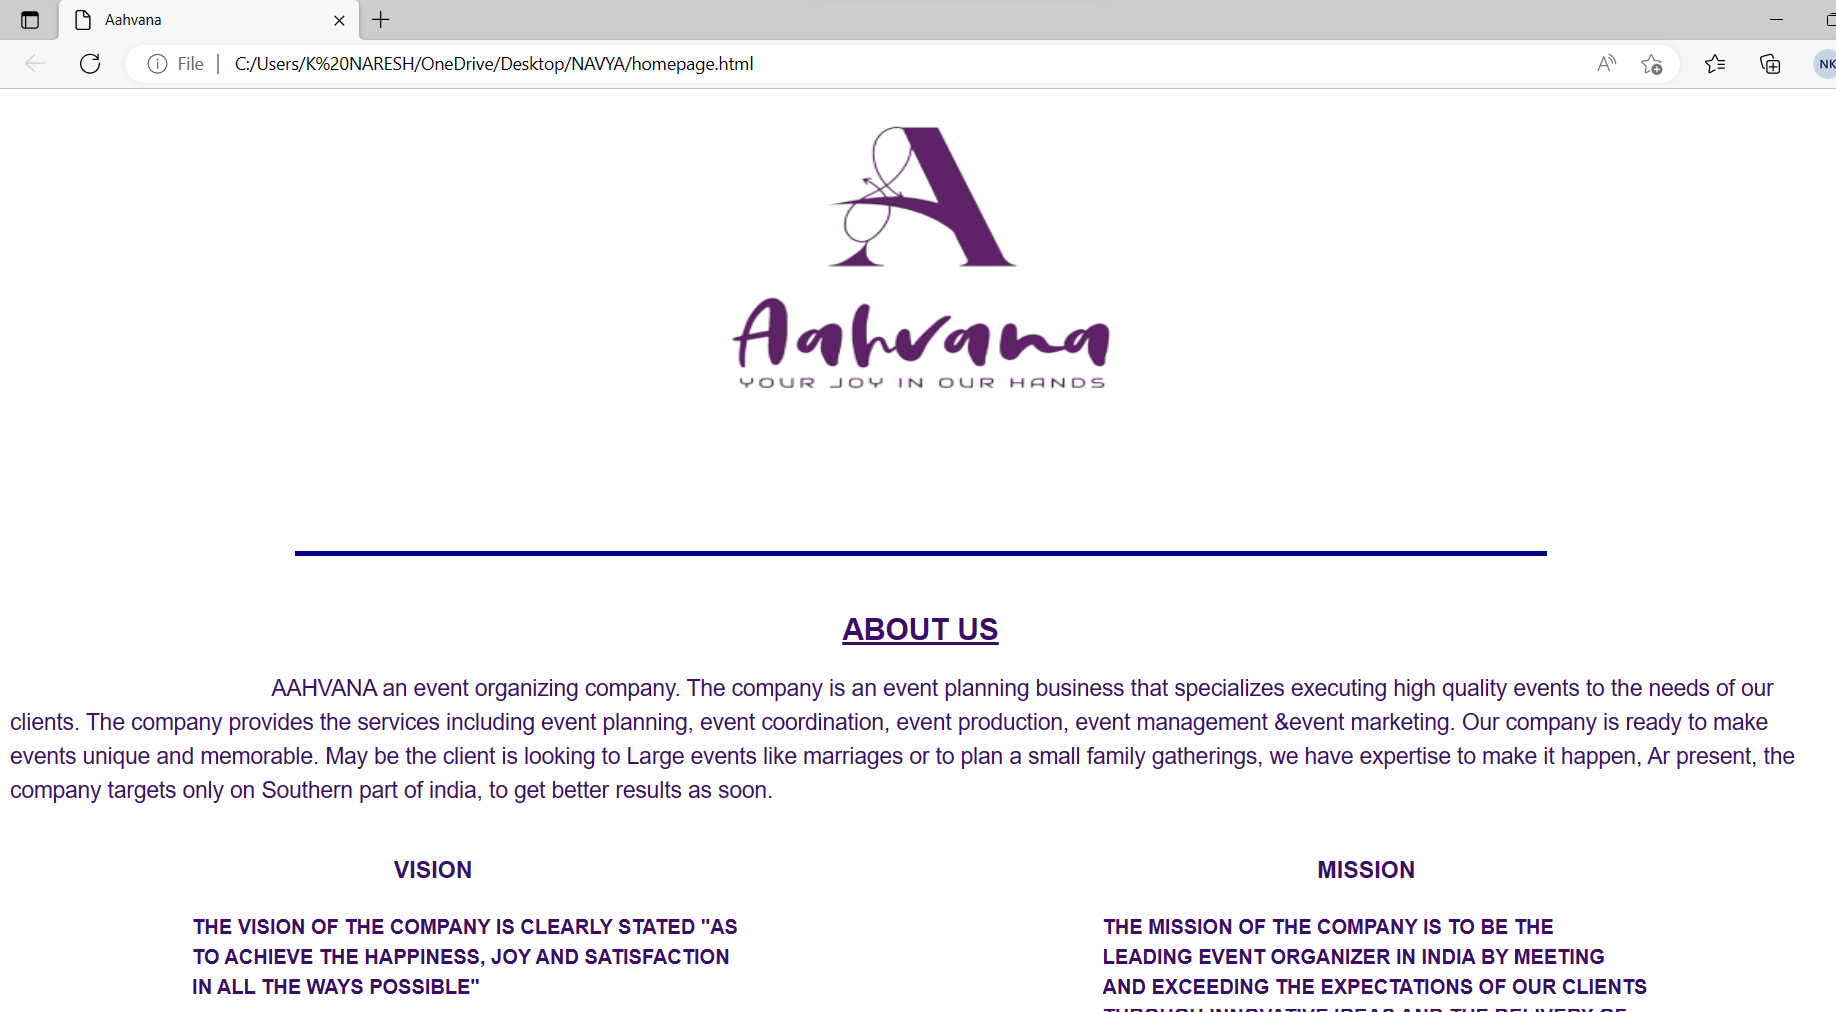 Aahvana
File
C:/Users/K%20NARESH/OneDrive/Desktop/NAVYA/homepage.html
NK
A
Aahvana
YOUR JOY IN OUR HANDS
ABOUT US
AAHVANA an event organizing company. The company is an event planning business that specializes executing high quality events to the needs of our
clients. The company provides the services including event planning, event coordination, event production, event management &event marketing. Our company is ready to make
events unique and memorable. May be the client is looking to Large events like marriages or to plan a small family gatherings, we have expertise to make it happen, Ar present, the
company targets only on Southern part of india, to get better results as soon.
VISION
THE VISION OF THE COMPANY IS CLEARLY STATED "AS
TO ACHIEVE THE HAPPINESS, JOY AND SATISFACTION
IN ALL THE WAYS POSSIBLE"
MISSION
THE MISSION OF THE COMPANY IS TO BE THE
LEADING EVENT ORGANIZER IN INDIA BY MEETING
AND EXCEEDING THE EXPECTATIONS OF OUR CLIENTS
THROUGH INNOVATIVE IDEAS AND THE DELIVERY OF